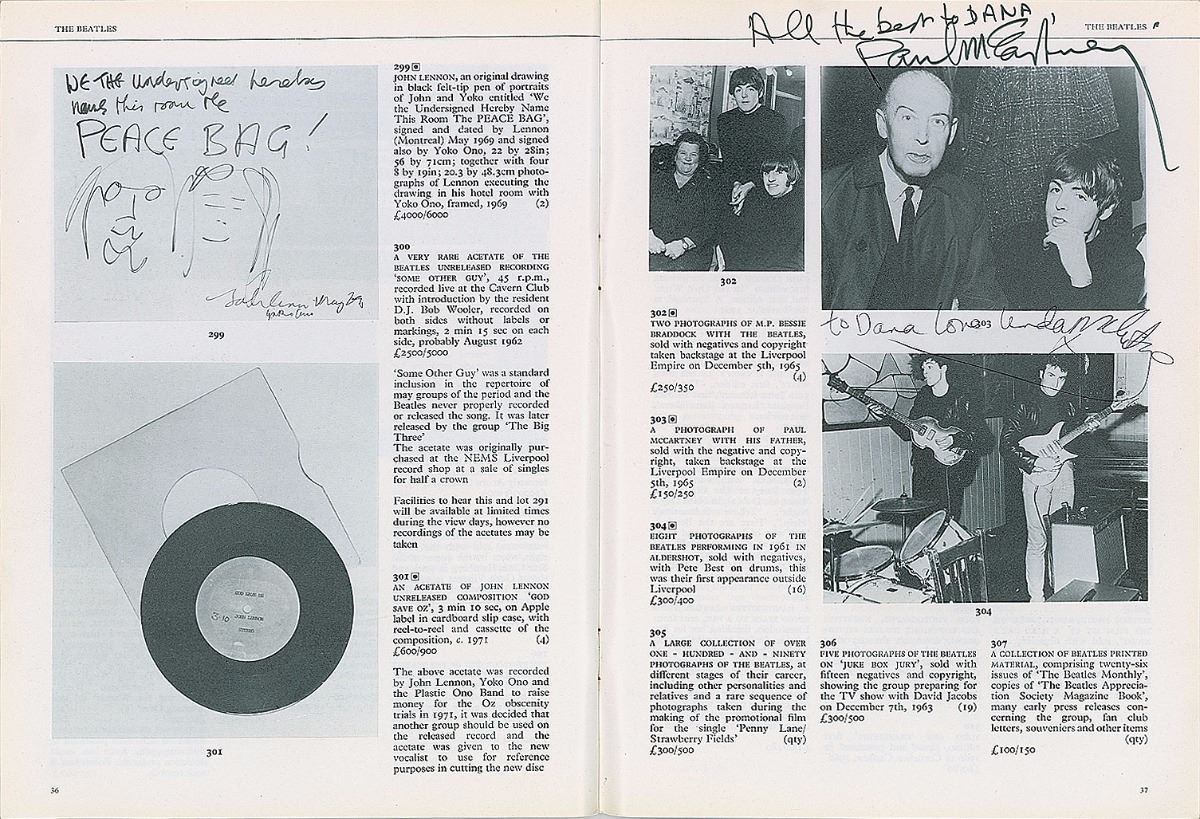 THE BEATLES
WE THE Undersigned hereby
name this room the
PEACE BAG!
299
GOD SAVE US
JOHN LENNON
3·10
STEREO
301
36
299
JOHN LENNON, an original drawing
in black felt-tip pen of portraits
of John and Yoko entitled ‘We
the Undersigned Hereby Name
This Room The PEACE BAG’,
signed and dated by Lennon
(Montreal) May 1969 and signed
also by Yoko Ono, 22 by 28in;
56 by 71cm; together with four
8 by 19in; 20.3 by 48.3cm photo-
graphs of Lennon executing the
drawing in his hotel room with
Yoko Ono, framed, 1969 (2)
£4000/6000
300
A VERY RARE ACETATE OF THE
BEATLES UNRELEASED RECORDING
‘SOME OTHER GUY’, 45 r.p.m.,
recorded live at the Cavern Club
with introduction by the resident
D.J. Bob Wooler, recorded on
both sides without labels or
markings, 2 min 15 sec on each
side, probably August 1962
£2500/5000
‘Some Other Guy’ was a standard
inclusion in the repertoire of
may groups of the period and the
Beatles never properly recorded
or released the song. It was later
released by the group ‘The Big
Three’
The acetate was originally pur-
chased at the NEMS Liverpool
record shop at a sale of singles
for half a crown
Facilities to hear this and lot 291
will be available at limited times
during the view days, however no
recordings of the acetates may be
taken
301
AN ACETATE OF JOHN LENNON
UNRELEASED COMPOSITION ‘GOD
SAVE OZ’, 3 min 10 sec, on Apple
label in cardboard slip case, with
reel-to-reel and cassette of the
composition, c. 1971 (4)
£600/900
The above acetate was recorded
by John Lennon, Yoko Ono and
the Plastic Ono Band to raise
money for the Oz obscenity
trials in 1971, it was decided that
another group should be used on
the released record and the
acetate was given to the new
vocalist to use for reference
purposes in cutting the new disc
All the best to DANA,
Paul McCartney
THE BEATLES
302
303
to Dana love Linda McCartney
302
TWO PHOTOGRAPHS OF M.P. BESSIE
BRADDOCK WITH THE BEATLES,
sold with negatives and copyright
taken backstage at the Liverpool
Empire on December 5th, 1965
(4)
£250/350
303
A PHOTOGRAPH OF PAUL
MCCARTNEY WITH HIS FATHER,
sold with the negative and copy-
right, taken backstage at the
Liverpool Empire on December
5th, 1965 (2)
£150/250
304
EIGHT PHOTOGRAPHS OF THE
BEATLES PERFORMING IN 1961 IN
ALDERSHOT, sold with negatives,
with Pete Best on drums, this
was their first appearance outside
Liverpool (16)
£300/400
304
305
A LARGE COLLECTION OF OVER
ONE - HUNDRED - AND - NINETY
PHOTOGRAPHS OF THE BEATLES, at
different stages of their career,
including other personalities and
relatives and a rare sequence of
photographs taken during the
making of the promotional film
for the single ‘Penny Lane/
Strawberry Fields’ (qty)
£300/500
306
FIVE PHOTOGRAPHS OF THE BEATLES
ON ‘JUKE BOX JURY’, sold with
fifteen negatives and copyright,
showing the group preparing for
the TV show with David Jacobs
on December 7th, 1963 (19)
£300/500
307
A COLLECTION OF BEATLES PRINTED
MATERIAL, comprising twenty-six
issues of ‘The Beatles Monthly’,
copies of ‘The Beatles Apprecia-
tion Society Magazine Book’,
many early press releases con-
cerning the group, fan club
letters, souveniers and other items
(qty)
£100/150
37